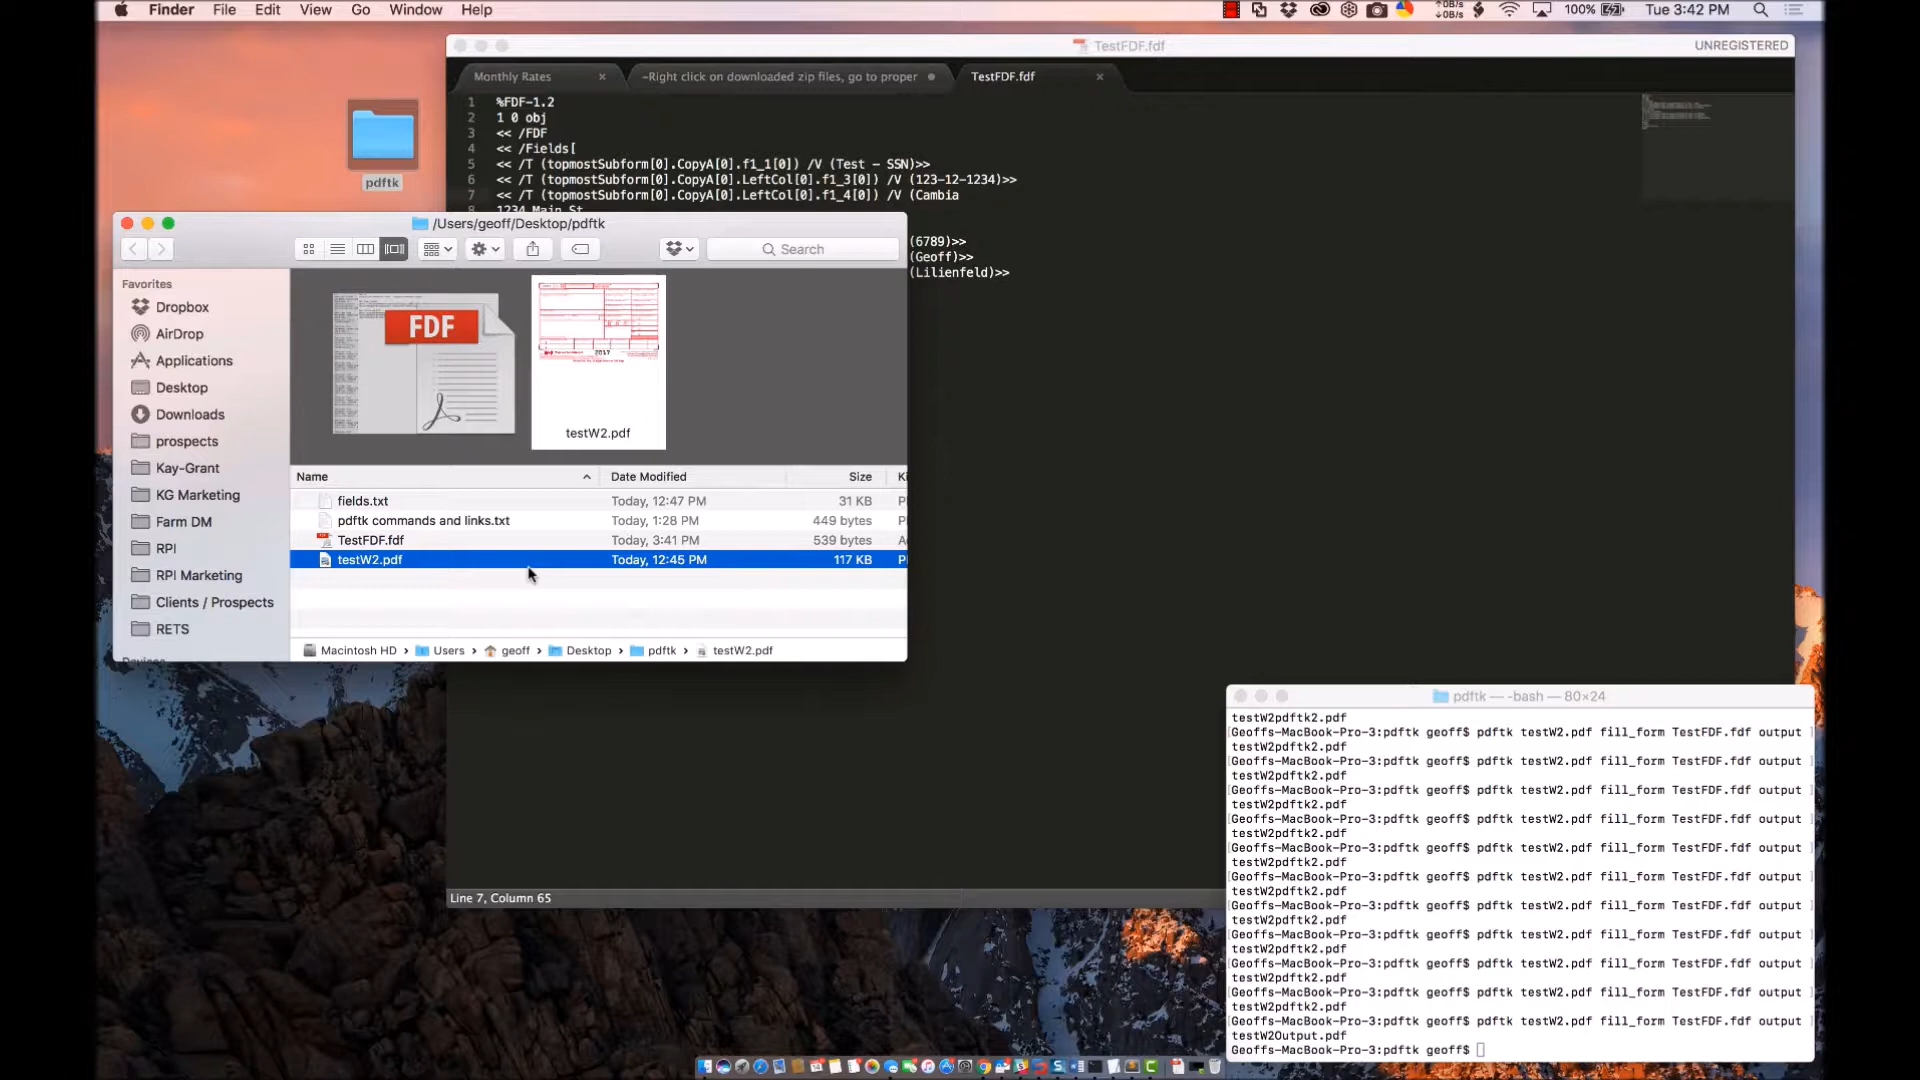 Finder File Edit View Go Window Help
↑0B/s
↓0B/s
100%
Tue 3:42 PM
TestFDF.fdf
UNREGISTERED
Monthly Rates
~Right click on downloaded zip files, go to proper
TestFDF.fdf
1 %FDF-1.2
2 1 0 obj
3 << /FDF
4 << /Fields[
5 << /T (topmostSubform[0].CopyA[0].f1_1[0]) /V (Test - SSN)>>
6 << /T (topmostSubform[0].CopyA[0].LeftCol[0].f1_3[0]) /V (123-12-1234)>>
7 << /T (topmostSubform[0].CopyA[0].LeftCol[0].f1_4[0]) /V (Cambia
8 1234 Main St
(6789)>>
(Geoff)>>
(Lilienfeld)>>
pdftk
/Users/geoff/Desktop/pdftk
Search
Favorites
Dropbox
AirDrop
Applications
Desktop
Downloads
prospects
Kay-Grant
KG Marketing
Farm DM
RPI
RPI Marketing
Clients / Prospects
RETS
Devices
FDF
2017
testW2.pdf
Name Date Modified Size Ki
fields.txt Today, 12:47 PM 31 KB P
pdftk commands and links.txt Today, 1:28 PM 449 bytes P
TestFDF.fdf Today, 3:41 PM 539 bytes A
testW2.pdf Today, 12:45 PM 117 KB P
Macintosh HD › Users › geoff › Desktop › pdftk › testW2.pdf
Line 7, Column 65
pdftk — -bash — 80×24
testW2pdftk2.pdf
[Geoffs-MacBook-Pro-3:pdftk geoff$ pdftk testW2.pdf fill_form TestFDF.fdf output ]
testW2pdftk2.pdf
[Geoffs-MacBook-Pro-3:pdftk geoff$ pdftk testW2.pdf fill_form TestFDF.fdf output ]
testW2pdftk2.pdf
[Geoffs-MacBook-Pro-3:pdftk geoff$ pdftk testW2.pdf fill_form TestFDF.fdf output ]
testW2pdftk2.pdf
[Geoffs-MacBook-Pro-3:pdftk geoff$ pdftk testW2.pdf fill_form TestFDF.fdf output ]
testW2pdftk2.pdf
[Geoffs-MacBook-Pro-3:pdftk geoff$ pdftk testW2.pdf fill_form TestFDF.fdf output ]
testW2pdftk2.pdf
[Geoffs-MacBook-Pro-3:pdftk geoff$ pdftk testW2.pdf fill_form TestFDF.fdf output ]
testW2pdftk2.pdf
[Geoffs-MacBook-Pro-3:pdftk geoff$ pdftk testW2.pdf fill_form TestFDF.fdf output ]
testW2pdftk2.pdf
[Geoffs-MacBook-Pro-3:pdftk geoff$ pdftk testW2.pdf fill_form TestFDF.fdf output ]
testW2pdftk2.pdf
[Geoffs-MacBook-Pro-3:pdftk geoff$ pdftk testW2.pdf fill_form TestFDF.fdf output ]
testW2pdftk2.pdf
[Geoffs-MacBook-Pro-3:pdftk geoff$ pdftk testW2.pdf fill_form TestFDF.fdf output ]
testW2pdftk2.pdf
[Geoffs-MacBook-Pro-3:pdftk geoff$ pdftk testW2.pdf fill_form TestFDF.fdf output ]
testW2Output.pdf
Geoffs-MacBook-Pro-3:pdftk geoff$